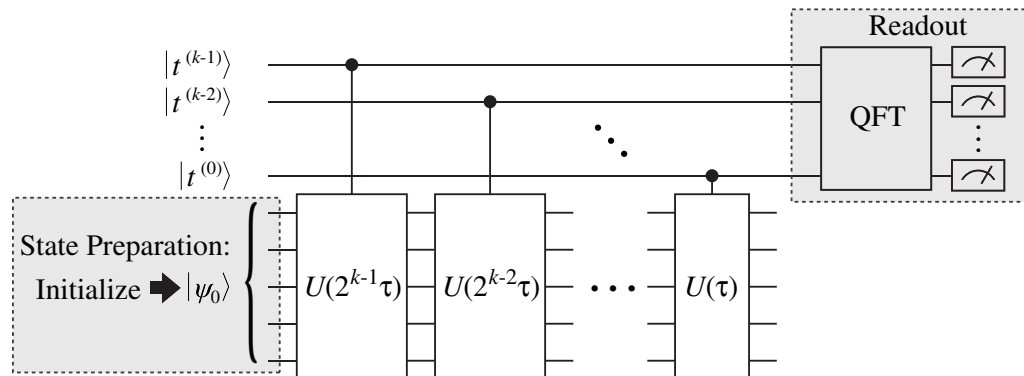 Readout
|t^(k-1)⟩
|t^(k-2)⟩
⋮
|t^(0)⟩
QFT
⋮
⋱
State Preparation:
Initialize ➡ |ψ₀⟩
U(2^{k-1}τ)
U(2^{k-2}τ)
• • •
U(τ)